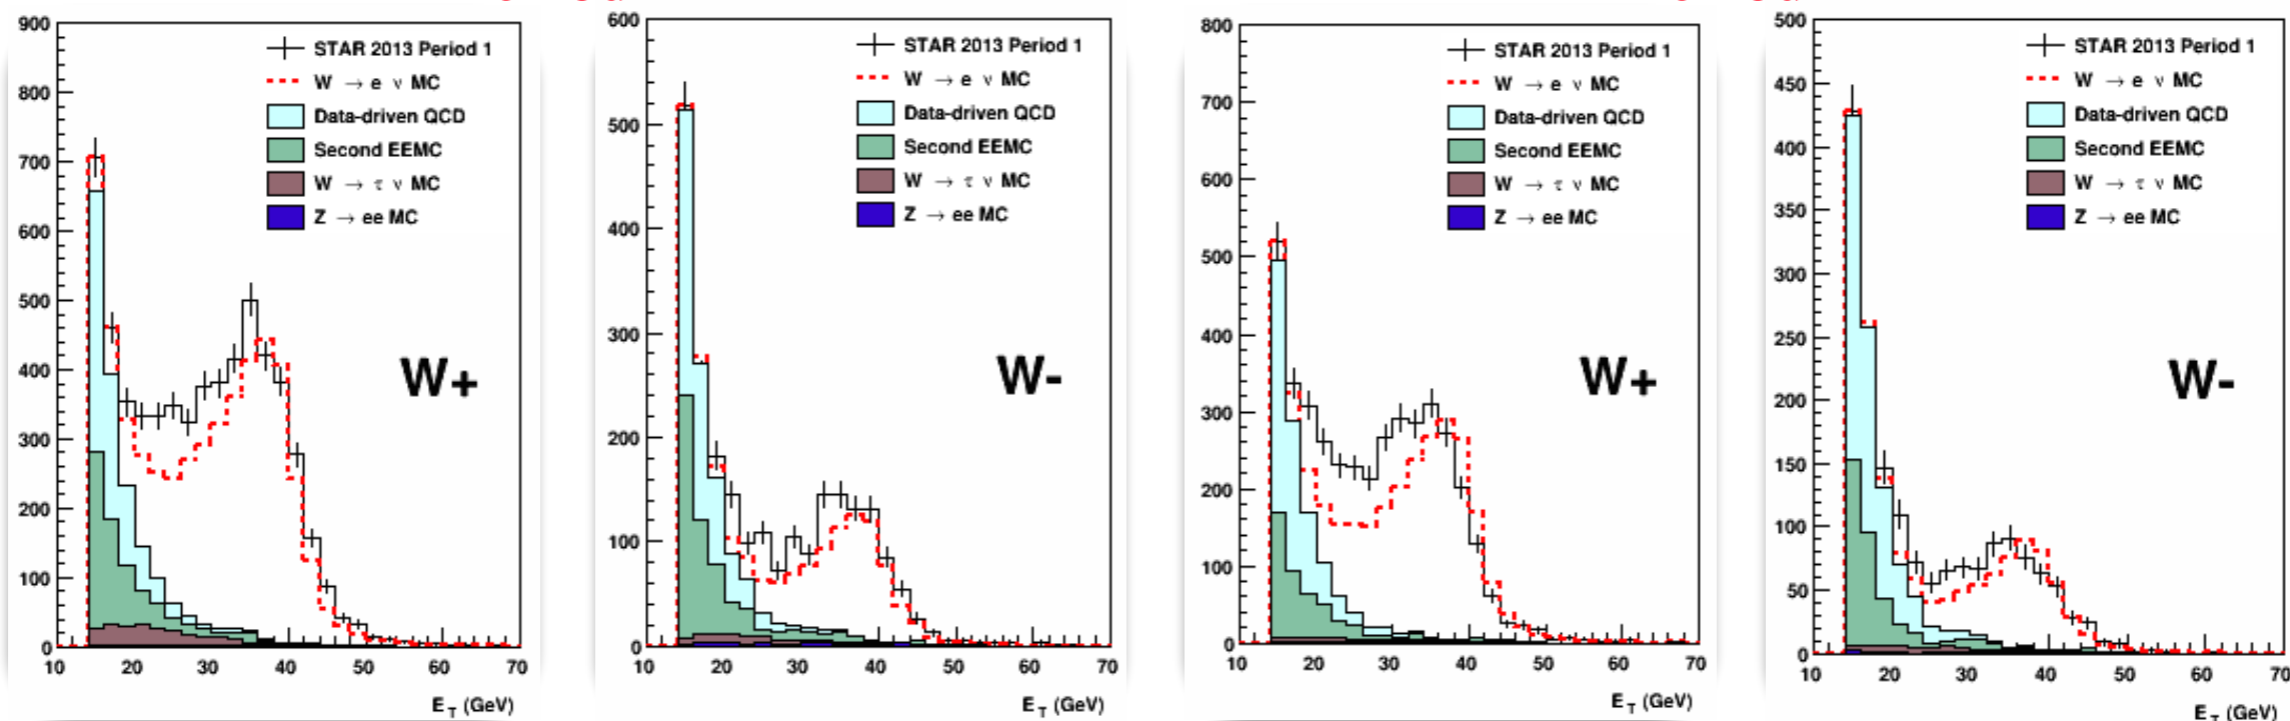 900
800
700
600
500
400
300
200
100
0
10 20 30 40 50 60 70
E T (GeV)
STAR 2013 Period 1
W → e ν MC
Data-driven QCD
Second EEMC
W → τ ν MC
Z → ee MC
W+
600
500
400
300
200
100
0
10 20 30 40 50 60 70
E T (GeV)
STAR 2013 Period 1
W → e ν MC
Data-driven QCD
Second EEMC
W → τ ν MC
Z → ee MC
W-
800
700
600
500
400
300
200
100
0
10 20 30 40 50 60 70
E T (GeV)
STAR 2013 Period 1
W → e ν MC
Data-driven QCD
Second EEMC
W → τ ν MC
Z → ee MC
W+
500
450
400
350
300
250
200
150
100
50
0
10 20 30 40 50 60 70
E T (GeV)
STAR 2013 Period 1
W → e ν MC
Data-driven QCD
Second EEMC
W → τ ν MC
Z → ee MC
W-